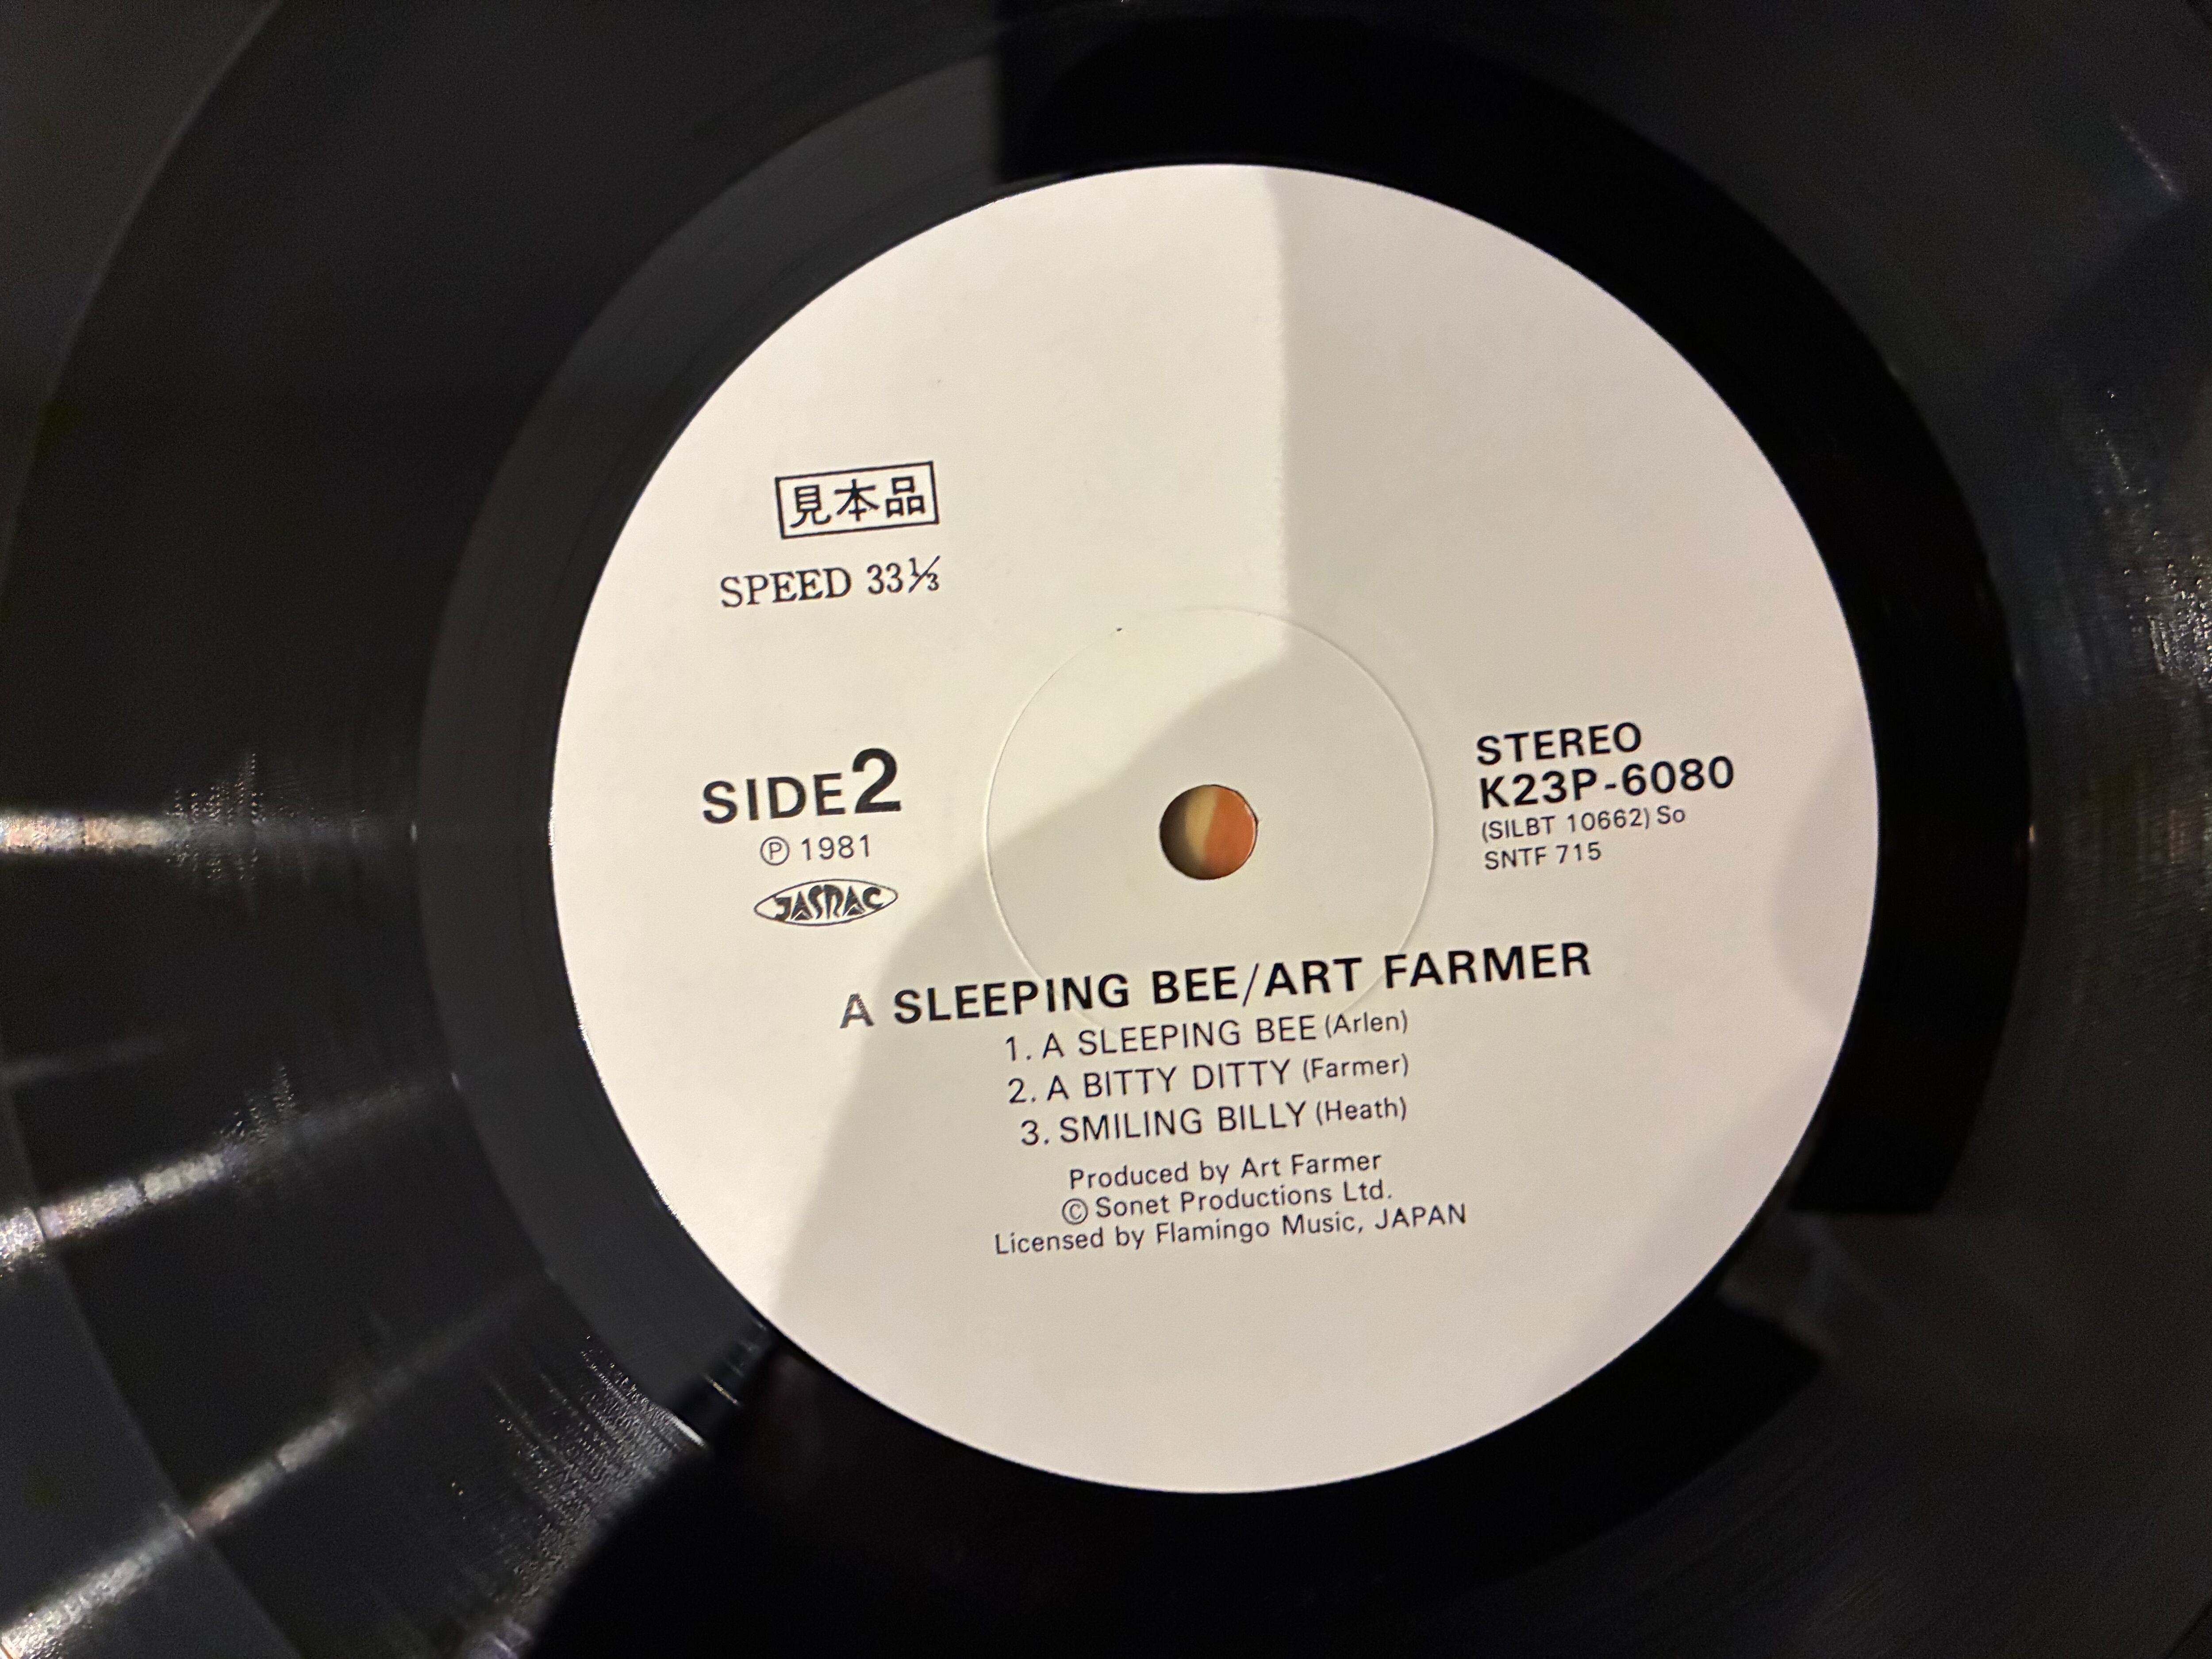 見本品
SPEED 33⅓
SIDE 2
Ⓟ 1981
JASRAC
STEREO
K23P-6080
(SILBT 10662) So
SNTF 715
A SLEEPING BEE/ART FARMER
1. A SLEEPING BEE (Arlen)
2. A BITTY DITTY (Farmer)
3. SMILING BILLY (Heath)
Produced by Art Farmer
© Sonet Productions Ltd.
Licensed by Flamingo Music, JAPAN